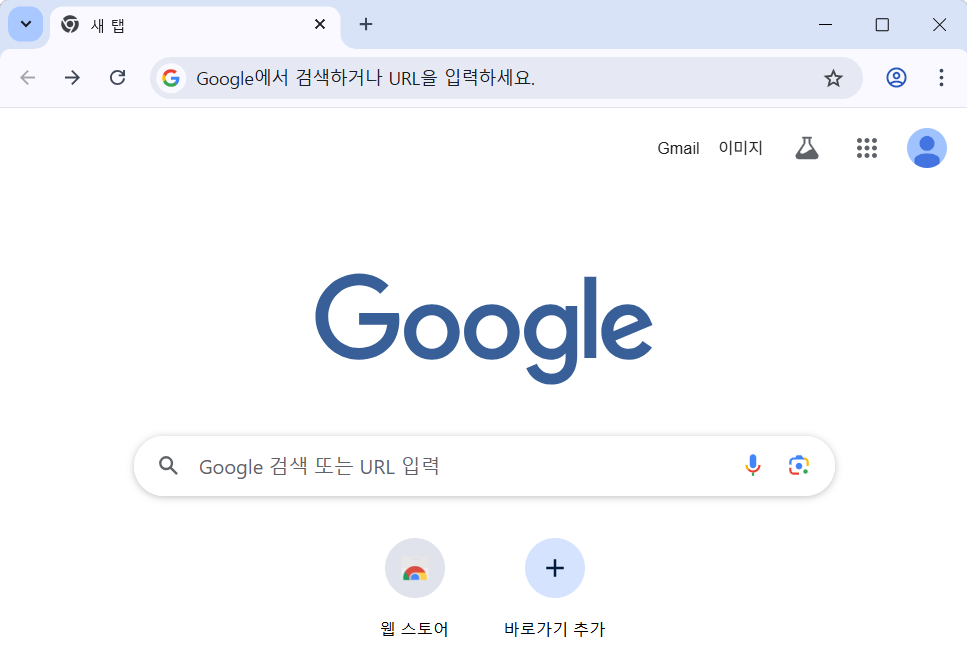 새 탭
Google에서 검색하거나 URL을 입력하세요.
Gmail 이미지
Google
Google 검색 또는 URL 입력
웹 스토어 바로가기 추가